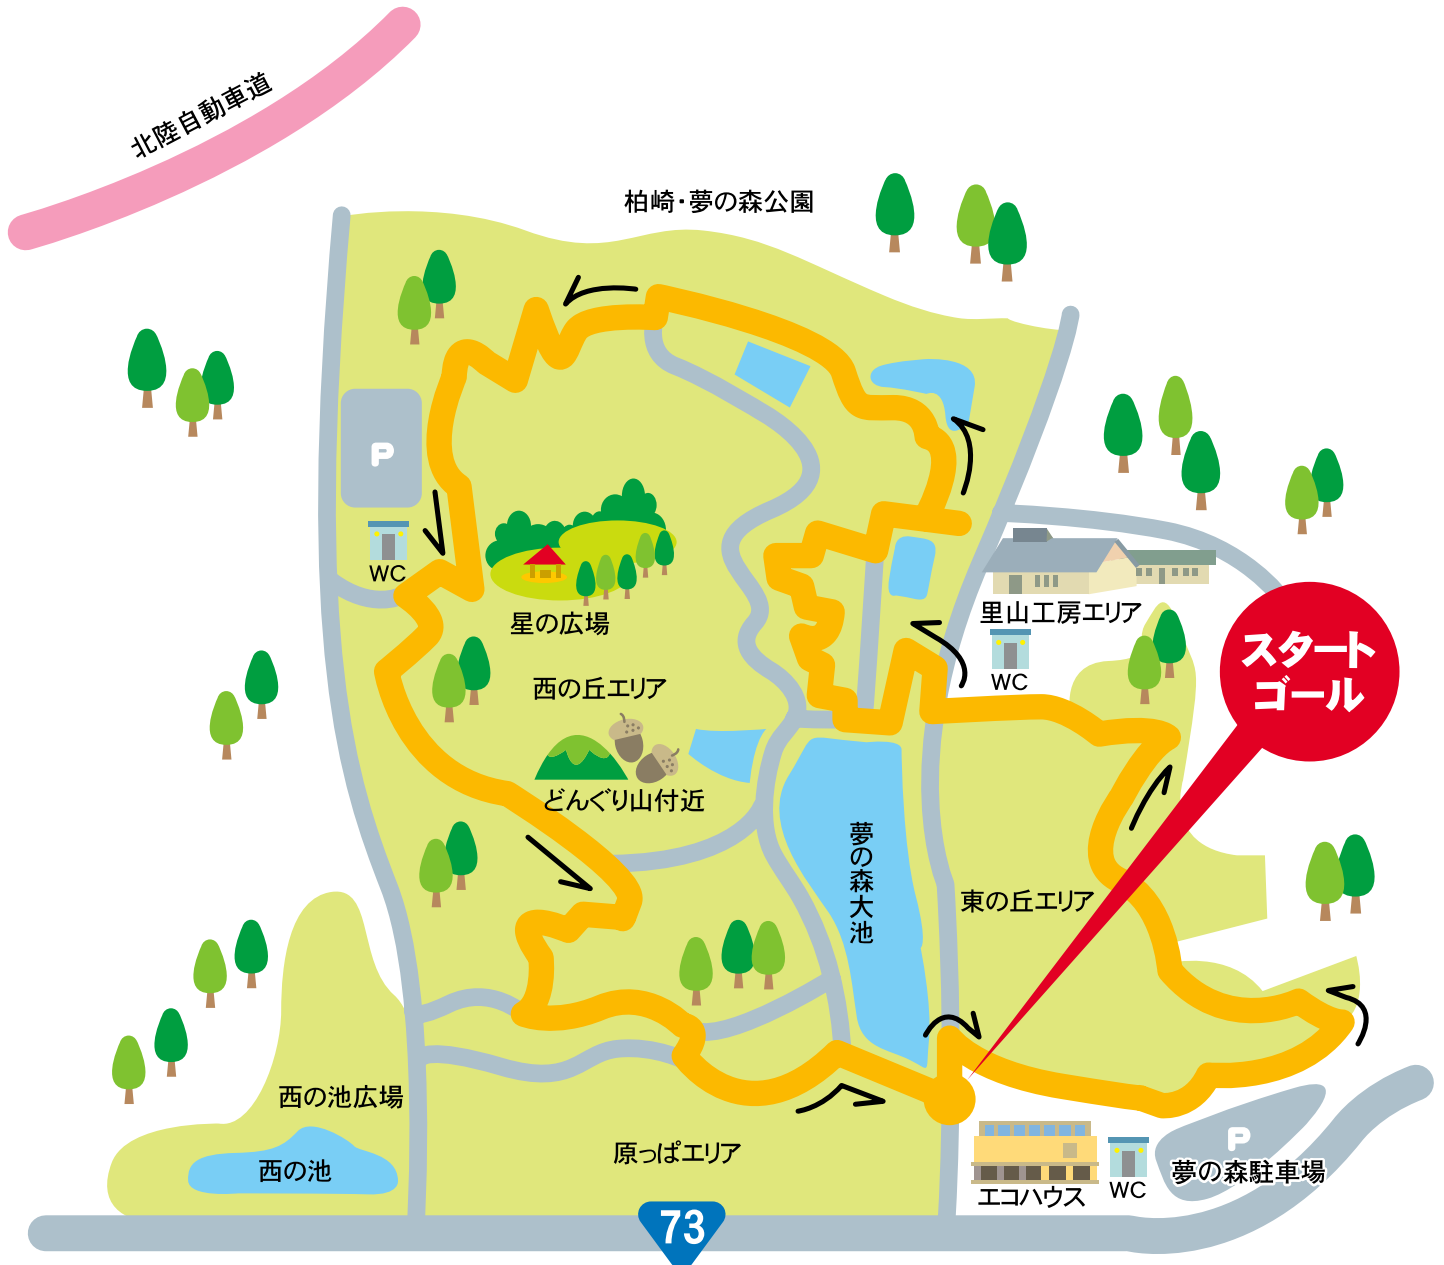 北陸自動車道
柏崎・夢の森公園
P
WC
星の広場
里山工房エリア
WC
スタート
ゴール
西の丘エリア
どんぐり山付近
夢の森大池
東の丘エリア
西の池広場
西の池
原っぱエリア
エコハウス
WC
P
夢の森駐車場
73